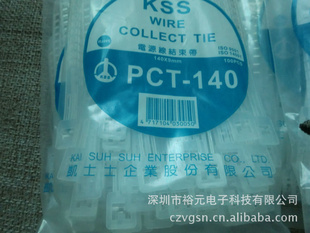 KSS
WIRE
COLLECT TIE
電源線結束帶
PCT-140
KAI SUH SUH ENTERPRISE CO., LTD.
凱士士企業股份有限公司
深圳市裕元电子科技有限公司
czvgsn.cn.1688.com